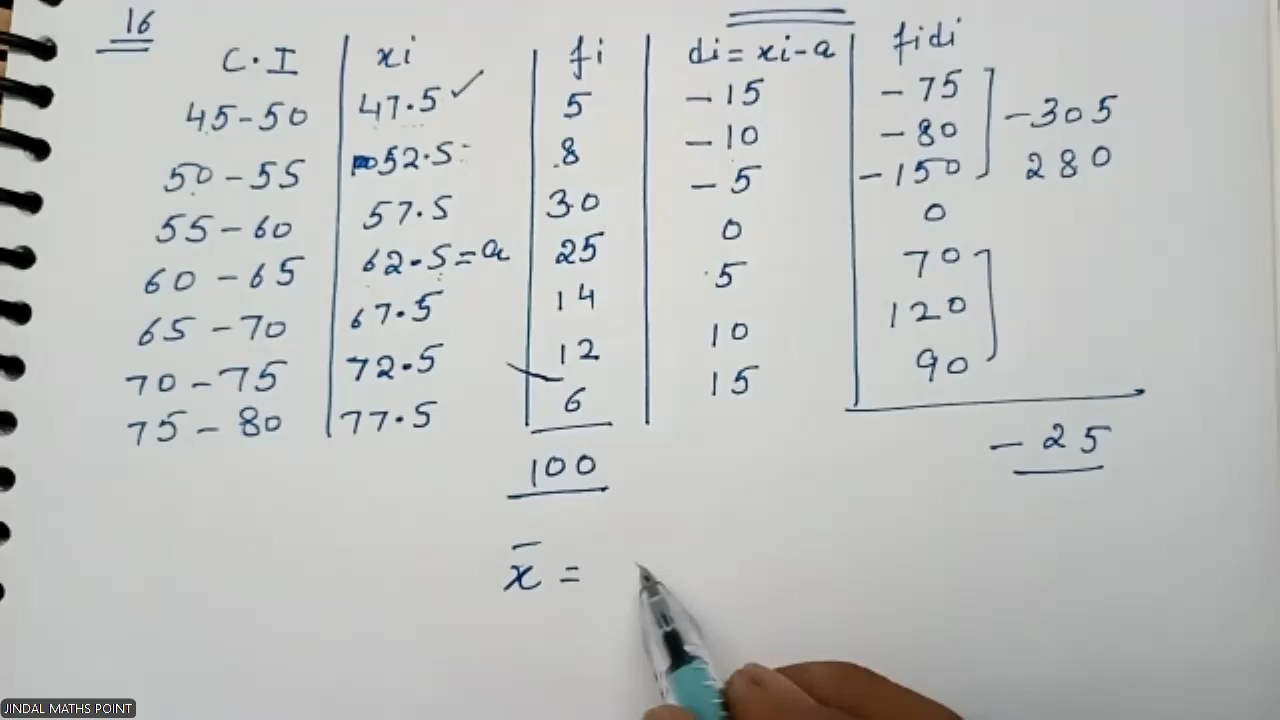 16
C.I xi fi di = xi - a fidi
45-50 47.5 ✓ 5 -15 -75
50-55 52.5 8 -10 -80 -305
55-60 57.5 30 -5 -150 280
60-65 62.5 = a 25 0 0
65-70 67.5 14 5 70
70-75 72.5 12 10 120
75-80 77.5 6 15 90
100 -25
x̄ =
JINDAL MATHS POINT